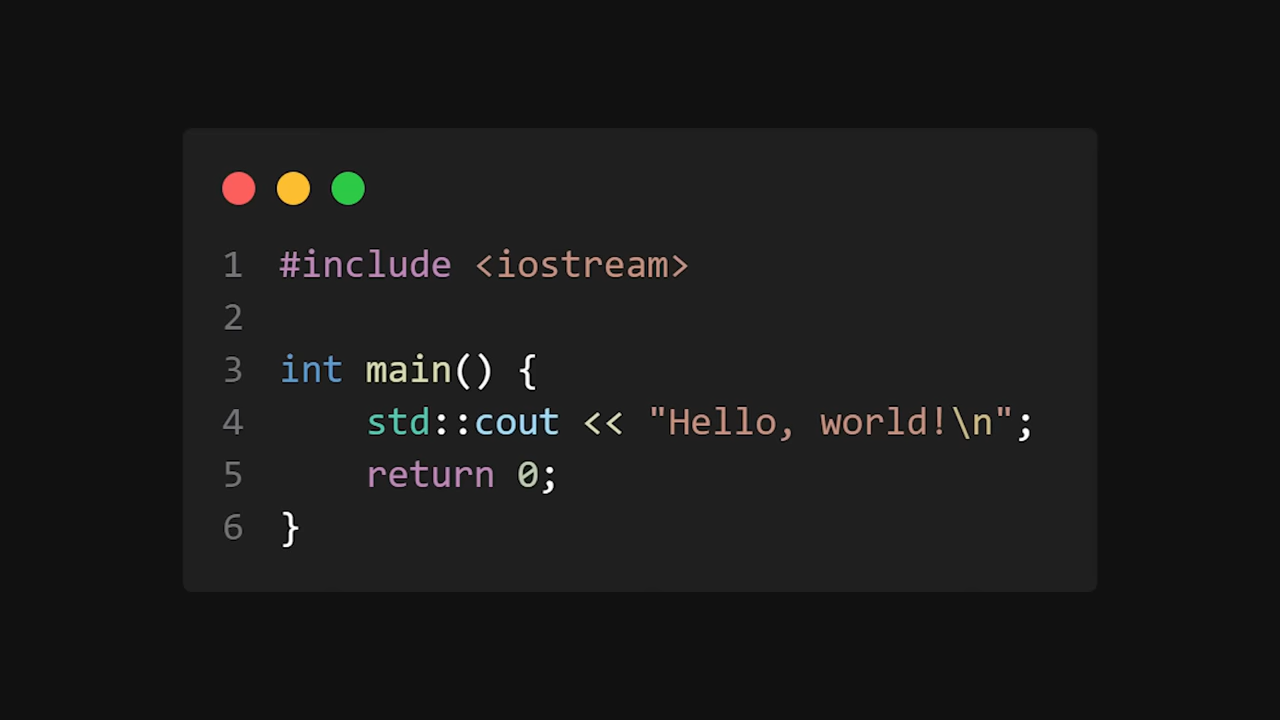 1 #include <iostream>
2
3 int main() {
4     std::cout << "Hello, world!\n";
5     return 0;
6 }